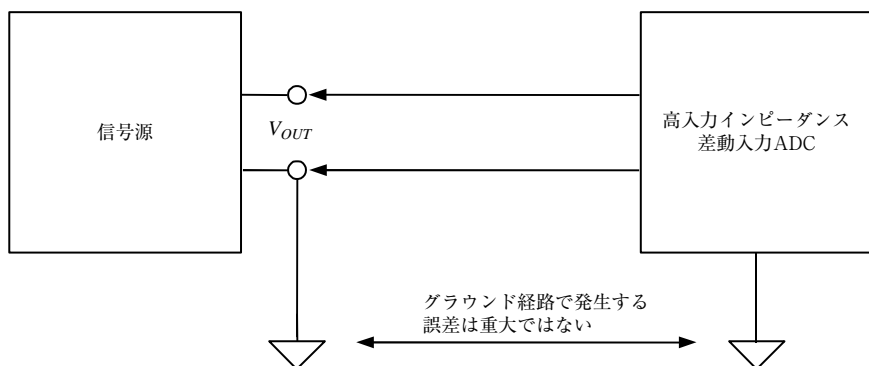 信号源
V_OUT
高入力インピーダンス
差動入力ADC
グラウンド経路で発生する
誤差は重大ではない